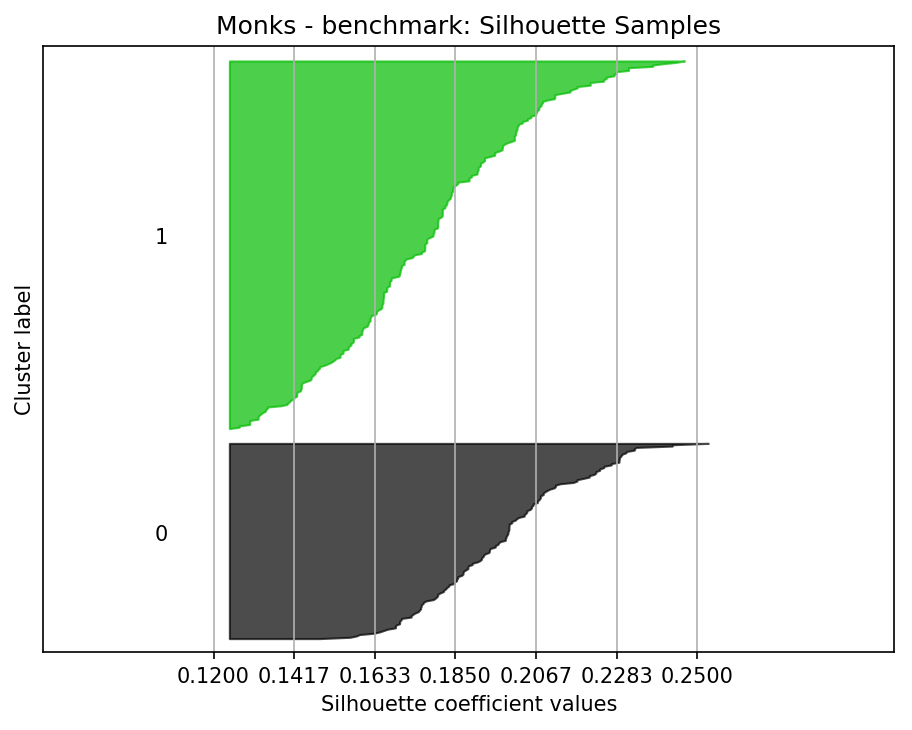 Monks - benchmark: Silhouette Samples
1
0
Cluster label
0.1200 0.1417 0.1633 0.1850 0.2067 0.2283 0.2500
Silhouette coefficient values